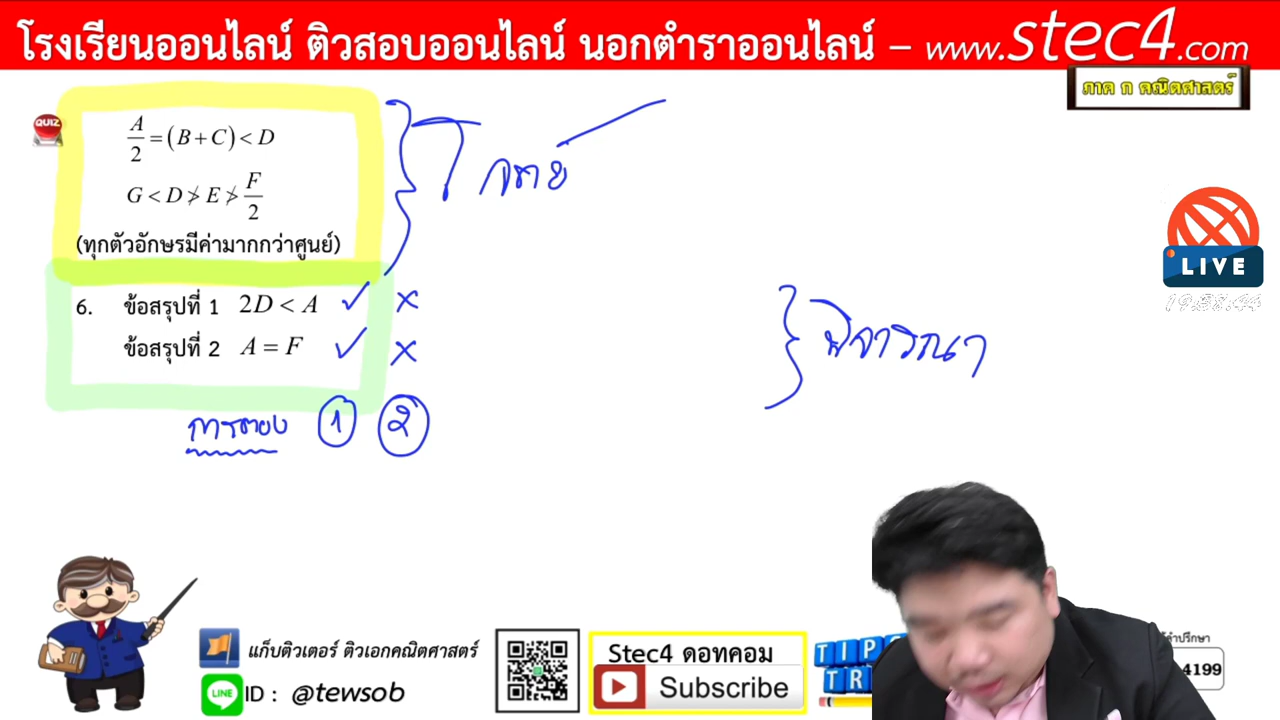 โรงเรียนออนไลน์ ติวสอบออนไลน์ นอกตำราออนไลน์ – www.stec4.com
ภาค ก คณิตศาสตร์
QUIZ
A/2 = (B+C) < D
G < D ≯ E ≯ F/2
(ทุกตัวอักษรมีค่ามากกว่าศูนย์)
โจทย์
LIVE
6. ข้อสรุปที่ 1 2D < A ✓ ✗
ข้อสรุปที่ 2 A = F ✓ ✗
พิจารณา
การตอบ 1 2
แก็บติวเตอร์ ติวเอกคณิตศาสตร์
LINE ID : @tewsob
Stec4 ดอทคอม
Subscribe
4199